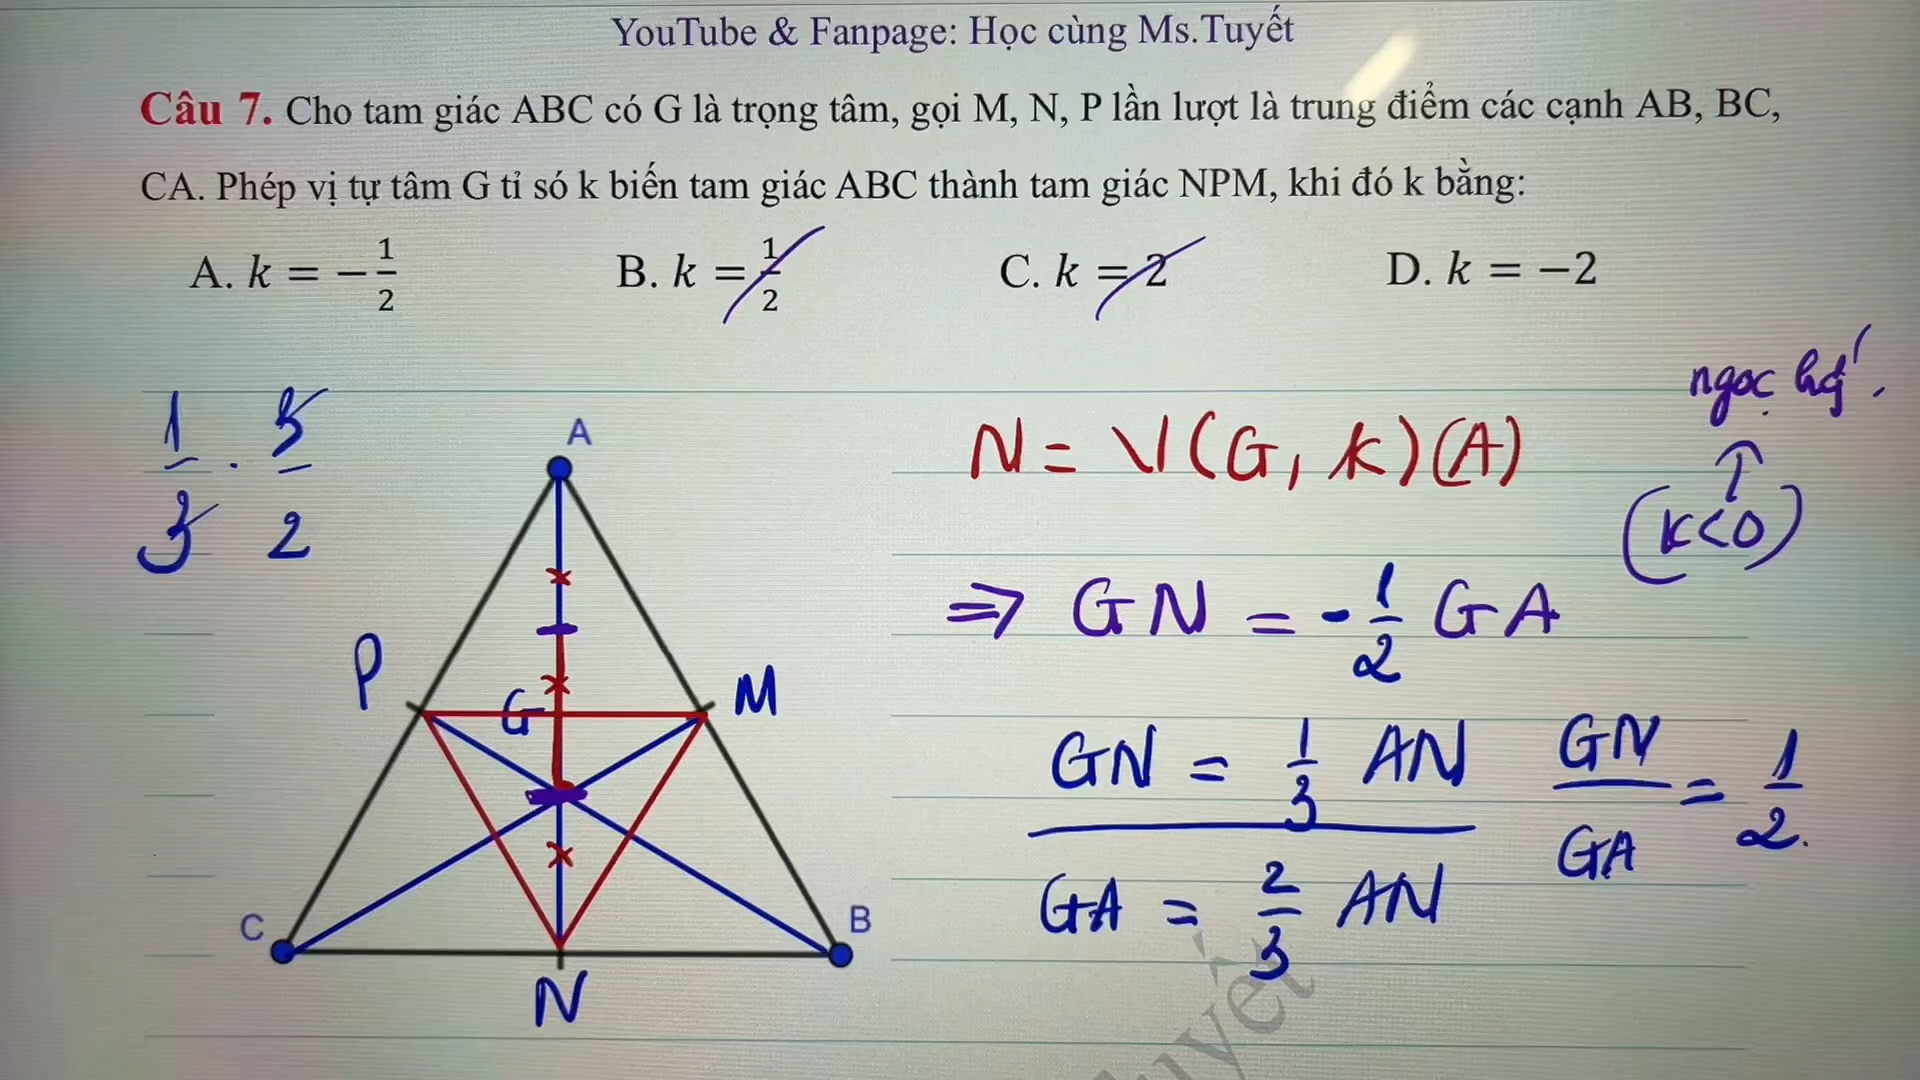 YouTube & Fanpage: Học cùng Ms.Tuyết
Câu 7. Cho tam giác ABC có G là trọng tâm, gọi M, N, P lần lượt là trung điểm các cạnh AB, BC,
CA. Phép vị tự tâm G tỉ só k biến tam giác ABC thành tam giác NPM, khi đó k bằng:
A. k = −1/2 B. k = 1/2 C. k = 2 D. k = −2
1/3 . 3/2
A
P
G
M
C
B
N
N = V(G, k)(A)
(k<0)
⇒ GN = -1/2 GA
GN = 1/3 AN
GA = 2/3 AN
GN/GA = 1/2.
uyết